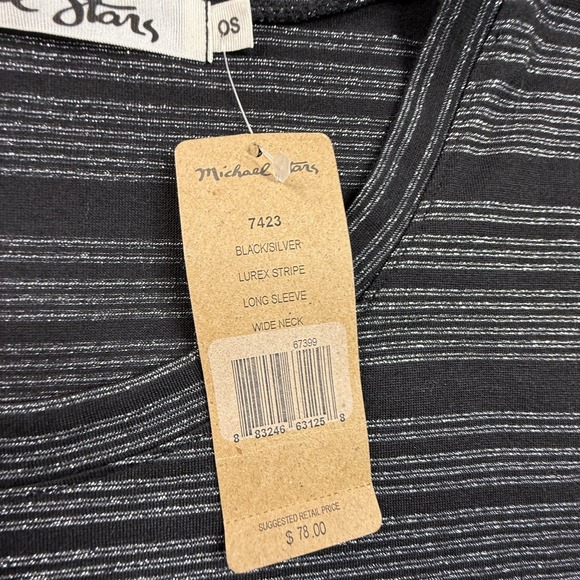 Stars
OS
Michael Stars
7423
BLACK/SILVER
LUREX STRIPE
LONG SLEEVE
WIDE NECK
67399
8 83246 63125 8
SUGGESTED RETAIL PRICE
$ 78.00